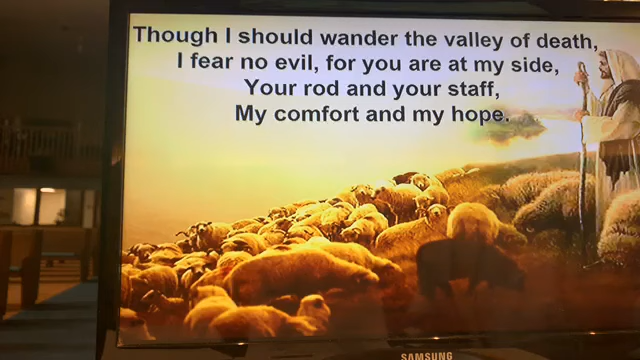 Though I should wander the valley of death,
I fear no evil, for you are at my side,
Your rod and your staff,
My comfort and my hope.
SAMSUNG